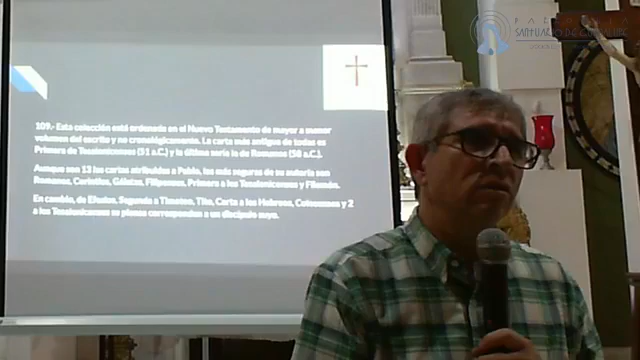 PARROQUIA
SANTUARIO DE GUADALUPE
109.- Esta colección está ordenada en el Nuevo Testamento de mayor a menor
volumen del escrito y no cronológicamente. La carta más antigua de todas es
Primera de Tesalonicenses (51 a.C.) y la última sería la de Romanos (58 a.C.).
Aunque son 13 las cartas atribuidas a Pablo, las más seguras de su autoría son
Romanos, Corintios, Gálatas, Filipenses, Primera a los Tesalonicenses y Filemón.
En cambio, de Efesios, Segunda a Timoteo, Tito, Carta a los Hebreos, Colosenses y 2
a los Tesalonicenses se piensa corresponden a un discípulo suyo.